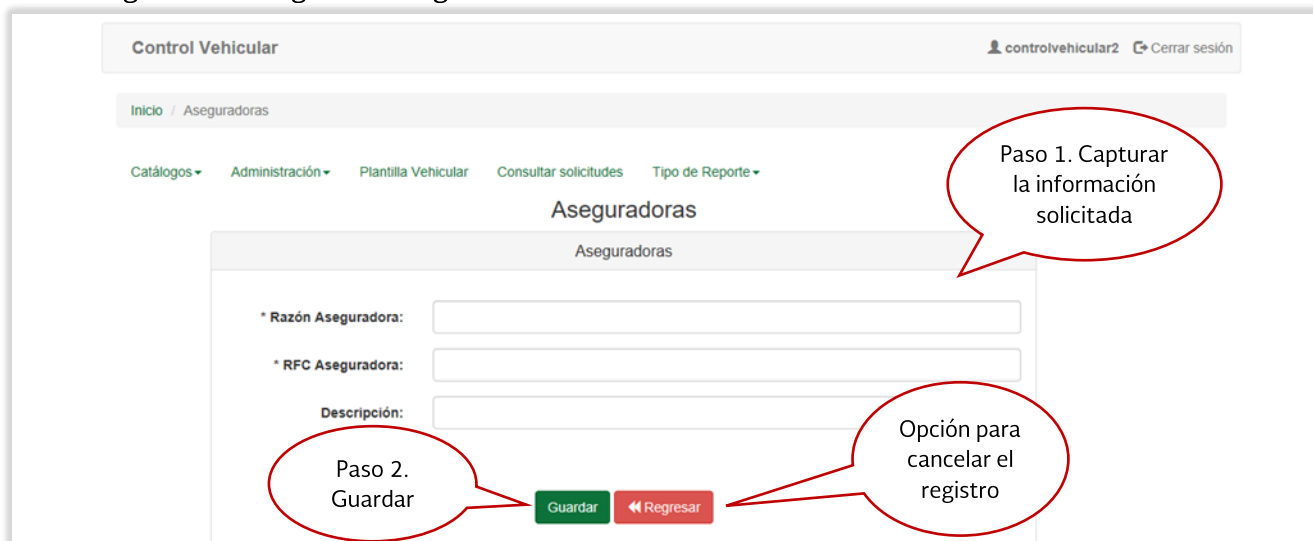 Control Vehicular
controlvehicular2 Cerrar sesión
Inicio / Aseguradoras
Catálogos Administración Plantilla Vehicular Consultar solicitudes Tipo de Reporte
Paso 1. Capturar
la información
solicitada
Aseguradoras
Aseguradoras
* Razón Aseguradora:
* RFC Aseguradora:
Descripción:
Opción para
cancelar el
registro
Paso 2.
Guardar
Guardar Regresar